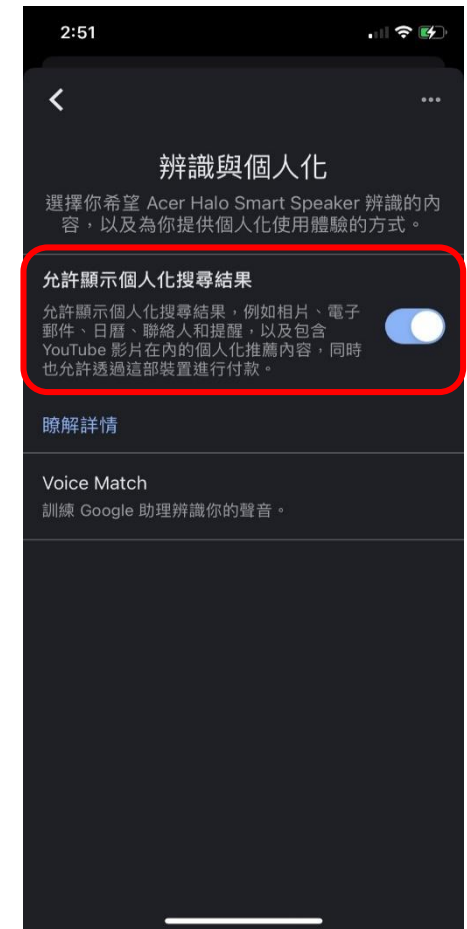 2:51
辨識與個人化
選擇你希望 Acer Halo Smart Speaker 辨識的內
容，以及為你提供個人化使用體驗的方式。
允許顯示個人化搜尋結果
允許顯示個人化搜尋結果，例如相片、電子
郵件、日曆、聯絡人和提醒，以及包含
YouTube 影片在內的個人化推薦內容，同時
也允許透過這部裝置進行付款。
瞭解詳情
Voice Match
訓練 Google 助理辨識你的聲音。